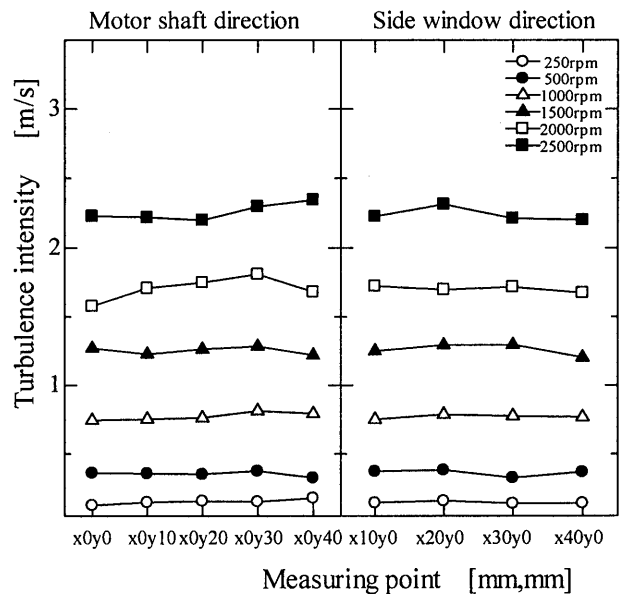 Motor shaft direction
Side window direction
250rpm
500rpm
1000rpm
1500rpm
2000rpm
2500rpm
Turbulence intensity [m/s]
3
2
1
x0y0 x0y10 x0y20 x0y30 x0y40 x10y0 x20y0 x30y0 x40y0
Measuring point [mm,mm]